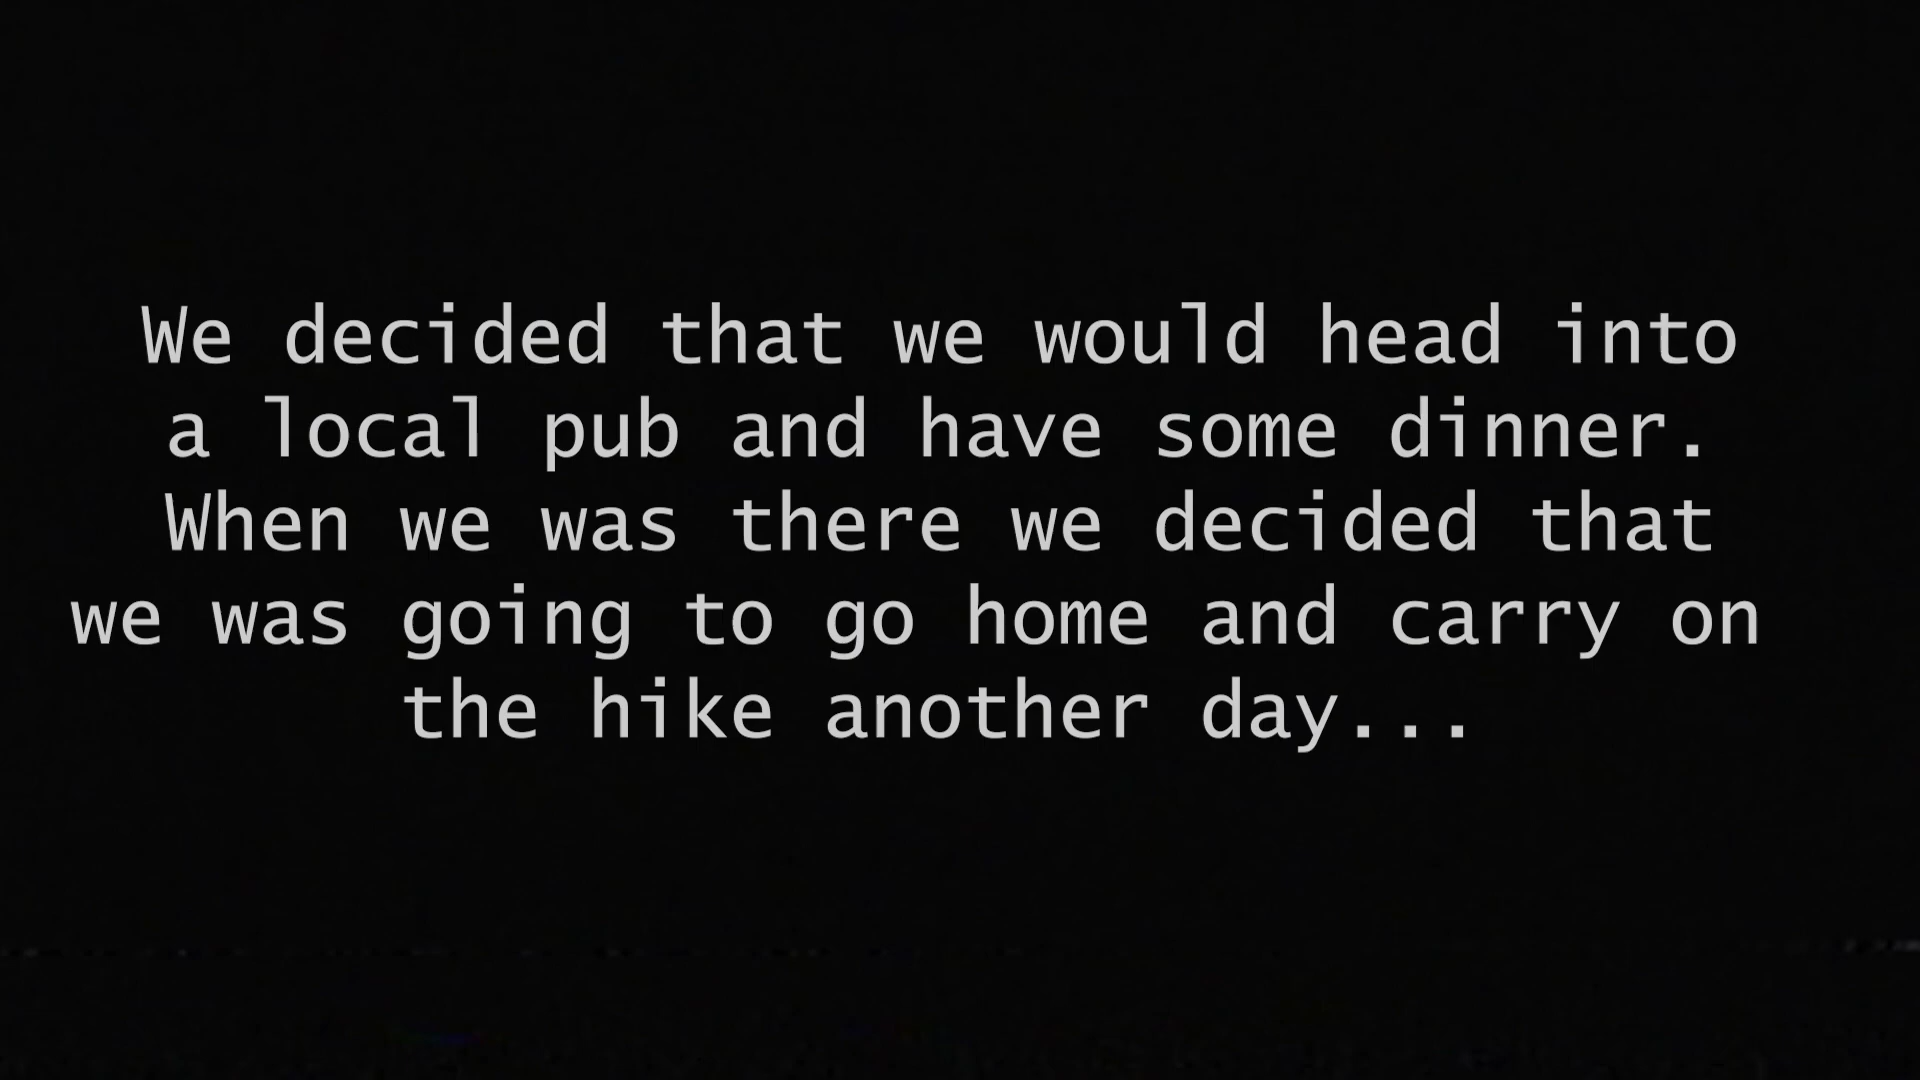 We decided that we would head into
a local pub and have some dinner.
When we was there we decided that
we was going to go home and carry on
the hike another day...